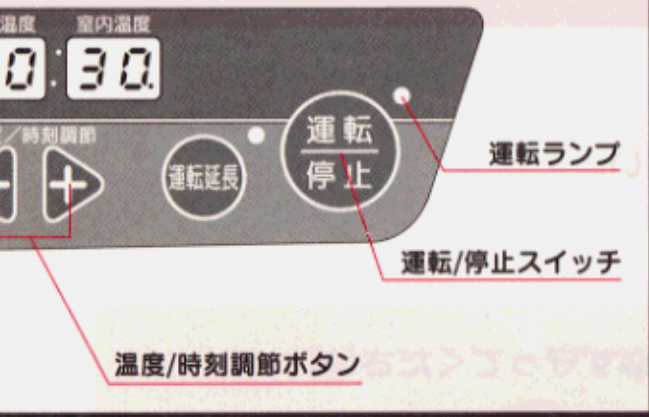 温度 室内温度
0:30.
／時刻調節
＋
運転延長
運転
停止
運転ランプ
運転/停止スイッチ
温度/時刻調節ボタン